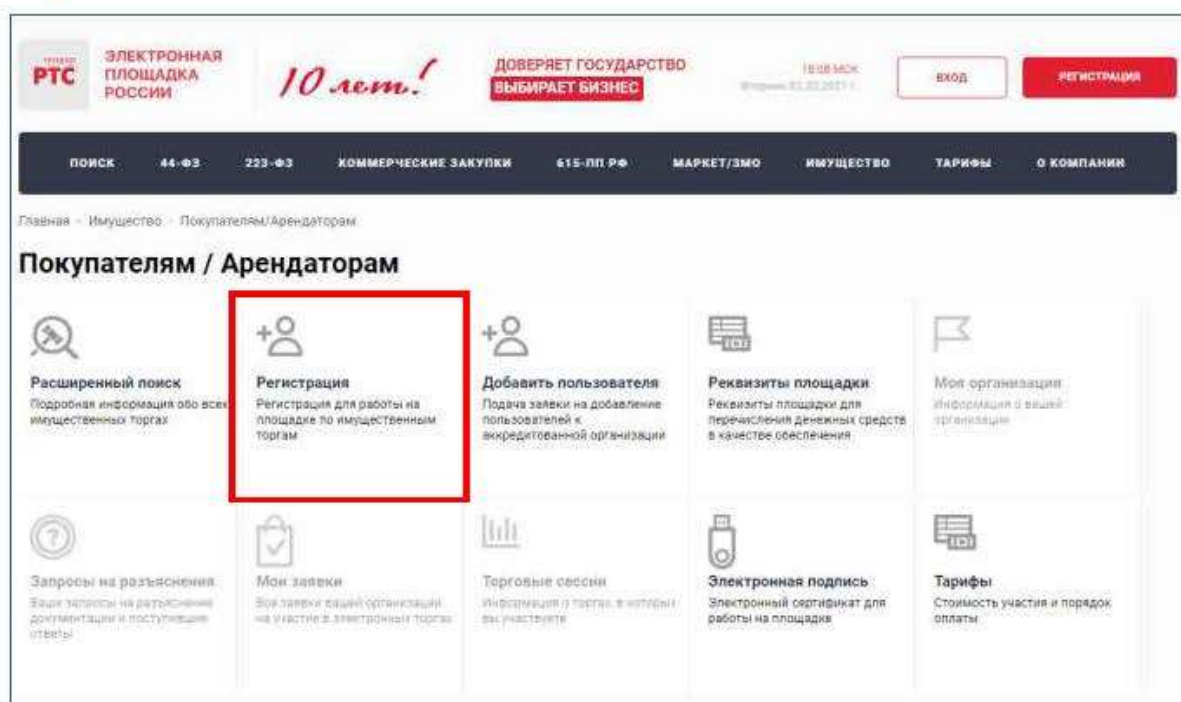 тендер
РТС
ЭЛЕКТРОННАЯ
ПЛОЩАДКА
РОССИИ
10 лет!
ДОВЕРЯЕТ ГОСУДАРСТВО
ВЫБИРАЕТ БИЗНЕС
ВХОД
РЕГИСТРАЦИЯ
ПОИСК 44-ФЗ 223-ФЗ КОММЕРЧЕСКИЕ ЗАКУПКИ 615-ПП РФ МАРКЕТ/ЗМО ИМУЩЕСТВО ТАРИФЫ О КОМПАНИИ
Главная - Имущество - Покупателям/Арендаторам
Покупателям / Арендаторам
Расширенный поиск
Подробная информация обо всех
имущественных торгах
Регистрация
Регистрация для работы на
площадке по имущественным
торгам
Добавить пользователя
Подача заявки на добавление
пользователей к
аккредитованной организации
Реквизиты площадки
Реквизиты площадки для
перечисления денежных средств
в качестве обеспечения
Моя организация
Информация о вашей
организации
Запросы на разъяснения
Ваши запросы на разъяснение
документации и поступившие
ответы
Мои заявки
Все заявки вашей организации
на участие в электронных торгах
Торговые сессии
Информация о торгах, в которых
вы участвуете
Электронная подпись
Электронный сертификат для
работы на площадке
Тарифы
Стоимость участия и порядок
оплаты